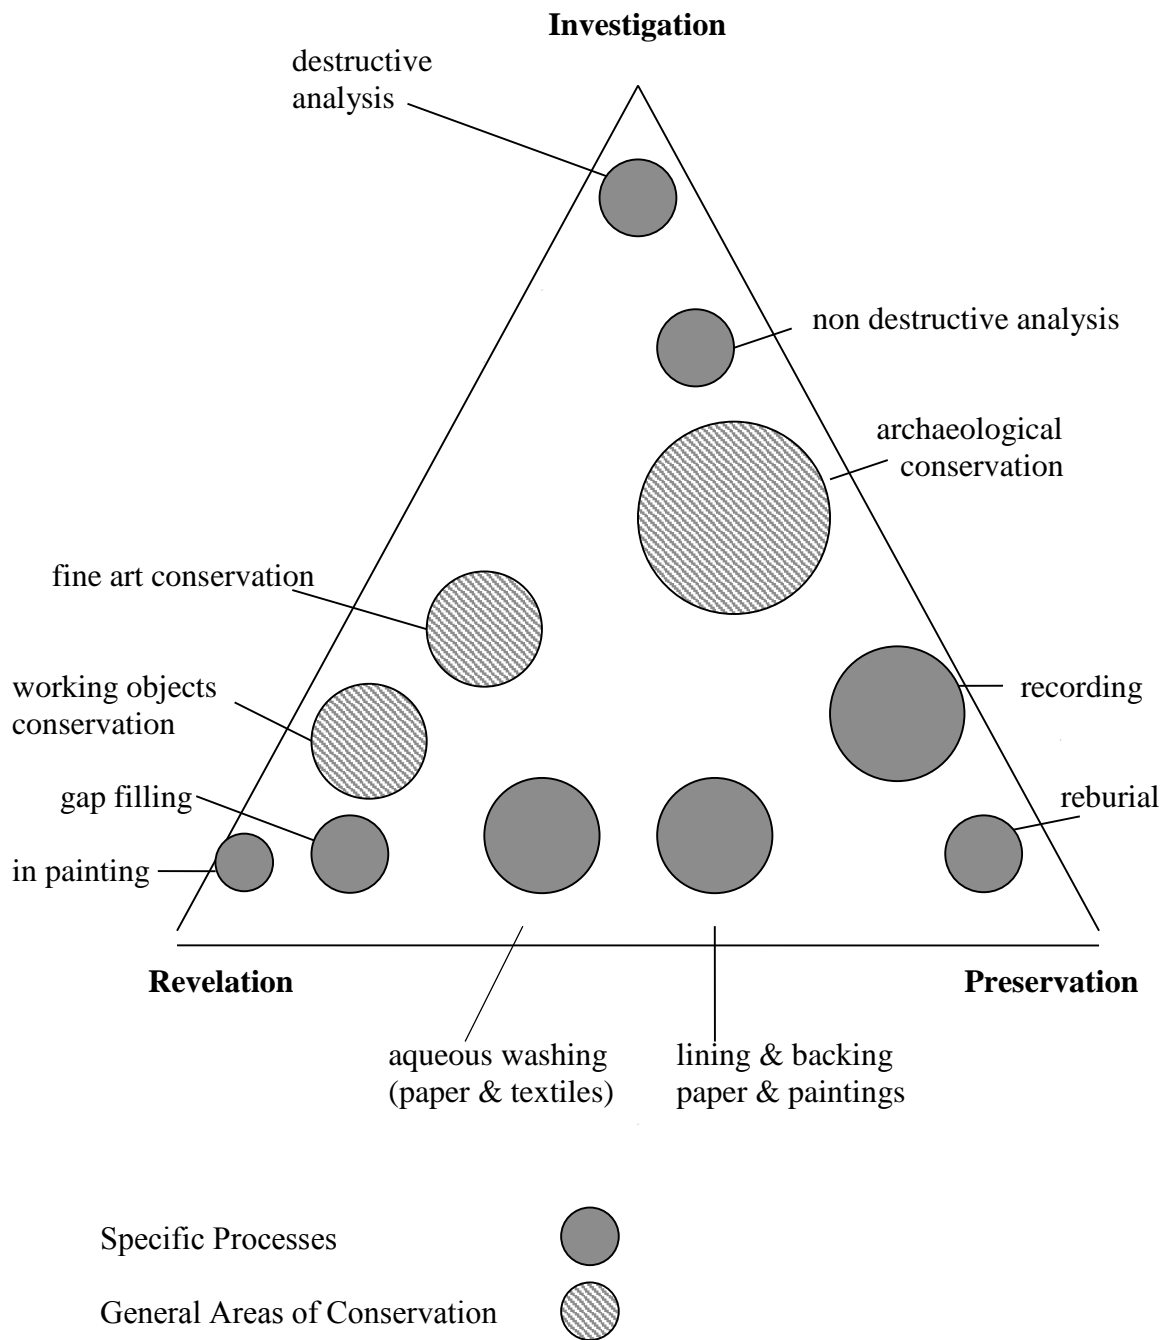 Investigation
destructive
analysis
non destructive analysis
archaeological
conservation
fine art conservation
working objects
conservation
recording
gap filling
reburial
in painting
Revelation
Preservation
aqueous washing
(paper & textiles)
lining & backing
paper & paintings
Specific Processes
General Areas of Conservation